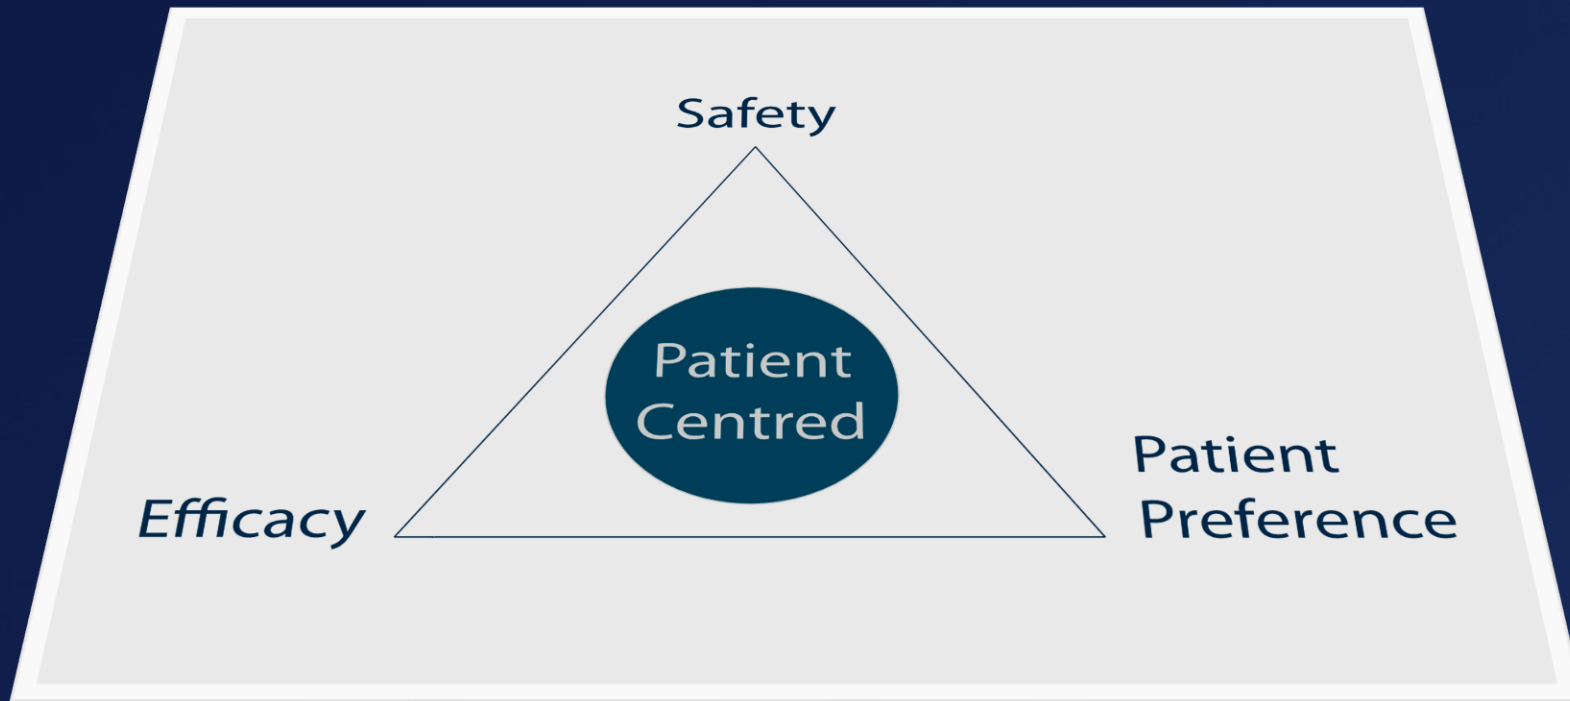 Safety
Patient
Centred
Efficacy
Patient
Preference